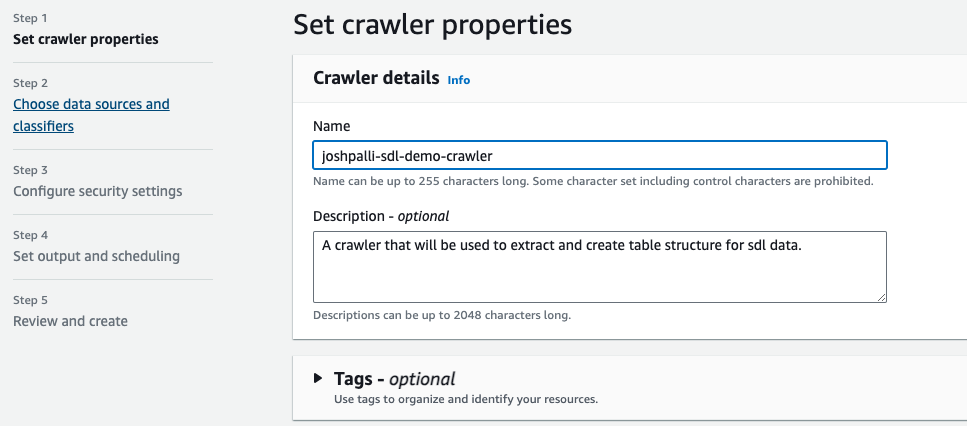 Step 1
Set crawler properties
Step 2
Choose data sources and
classifiers
Step 3
Configure security settings
Step 4
Set output and scheduling
Step 5
Review and create
Set crawler properties
Crawler details Info
Name
joshpalli-sdl-demo-crawler
Name can be up to 255 characters long. Some character set including control characters are prohibited.
Description - optional
A crawler that will be used to extract and create table structure for sdl data.
Descriptions can be up to 2048 characters long.
Tags - optional
Use tags to organize and identify your resources.